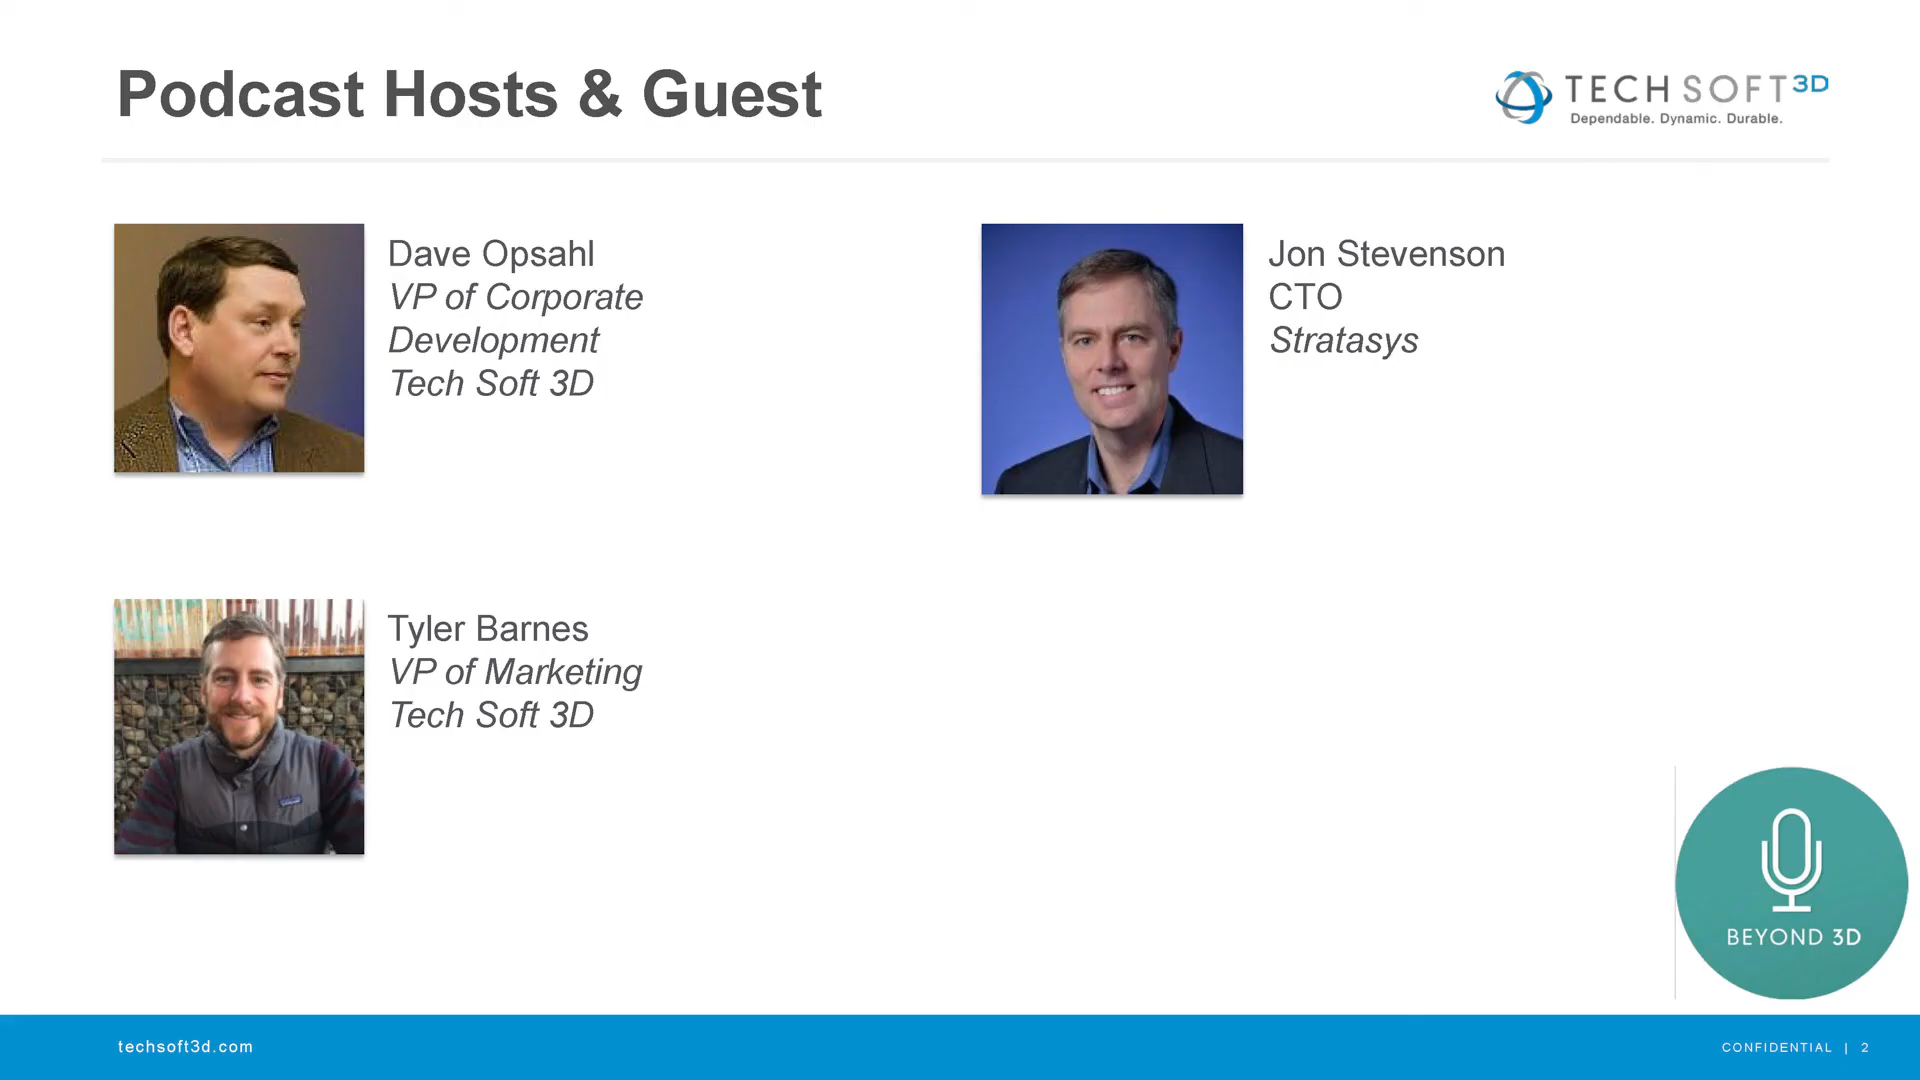 Podcast Hosts & Guest
TECH SOFT 3D
Dependable. Dynamic. Durable.
Dave Opsahl
VP of Corporate
Development
Tech Soft 3D
Jon Stevenson
CTO
Stratasys
Tyler Barnes
VP of Marketing
Tech Soft 3D
BEYOND 3D
techsoft3d.com
CONFIDENTIAL | 2